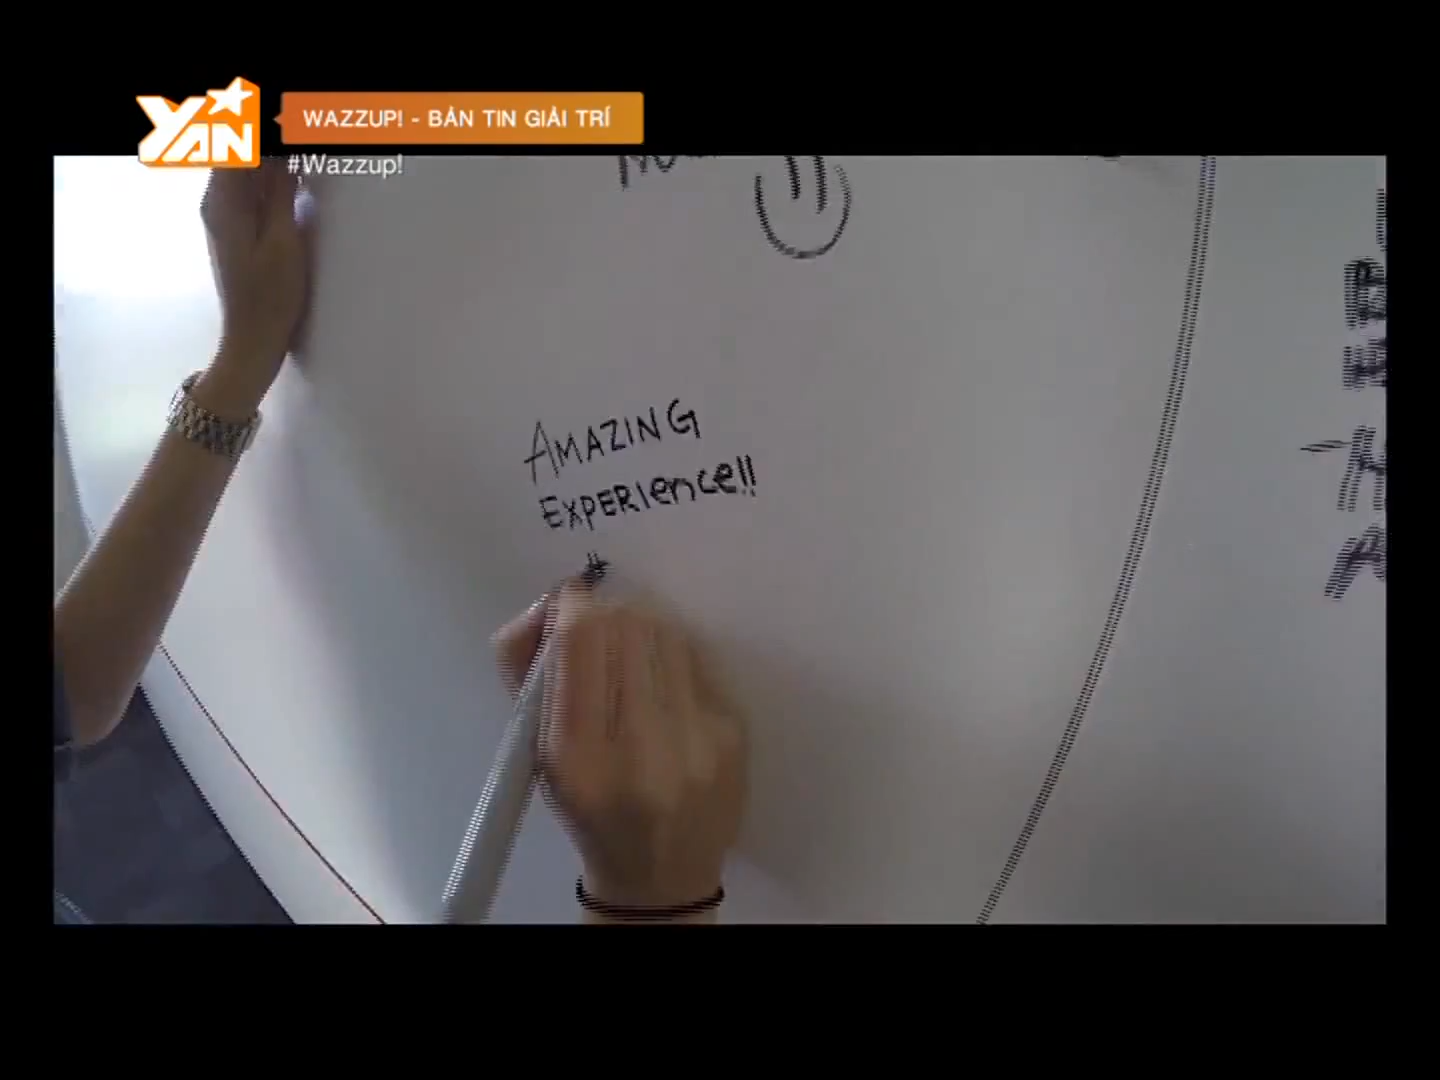 YAN
WAZZUP! - BẢN TIN GIẢI TRÍ
#Wazzup!
AMAZING
EXPERIence!!
#